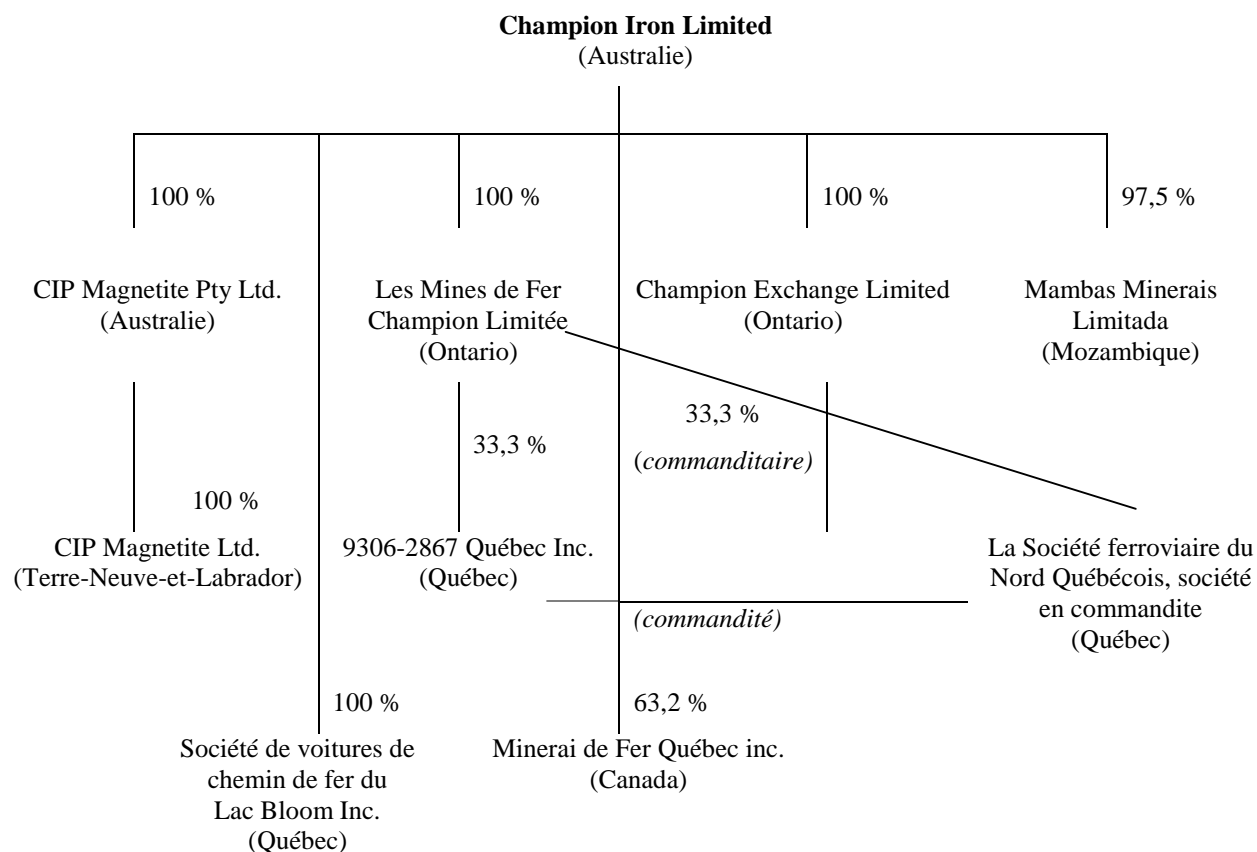 Champion Iron Limited
(Australie)
100 %
100 %
100 %
97,5 %
CIP Magnetite Pty Ltd.
(Australie)
Les Mines de Fer
Champion Limitée
(Ontario)
Champion Exchange Limited
(Ontario)
Mambas Minerais
Limitada
(Mozambique)
33,3 %
33,3 %
(commanditaire)
100 %
CIP Magnetite Ltd.
(Terre-Neuve-et-Labrador)
9306-2867 Québec Inc.
(Québec)
La Société ferroviaire du
Nord Québécois, société
en commandite
(Québec)
(commandité)
100 %
63,2 %
Société de voitures de
chemin de fer du
Lac Bloom Inc.
(Québec)
Minerai de Fer Québec inc.
(Canada)